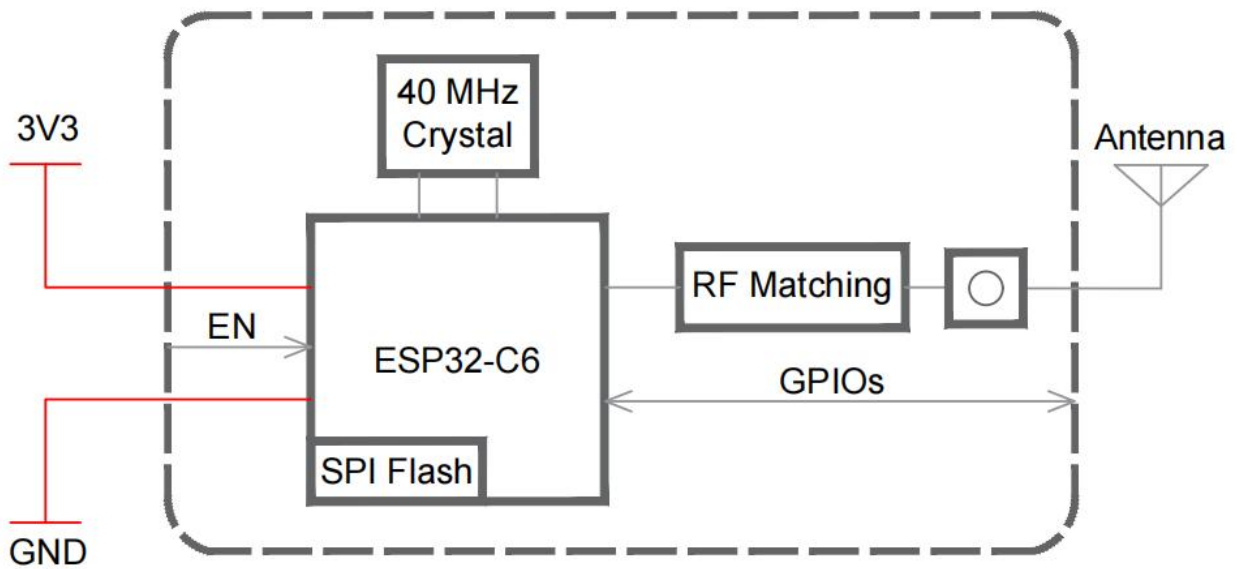 40 MHz
Crystal
3V3
Antenna
RF Matching
EN
ESP32-C6
GPIOs
SPI Flash
GND